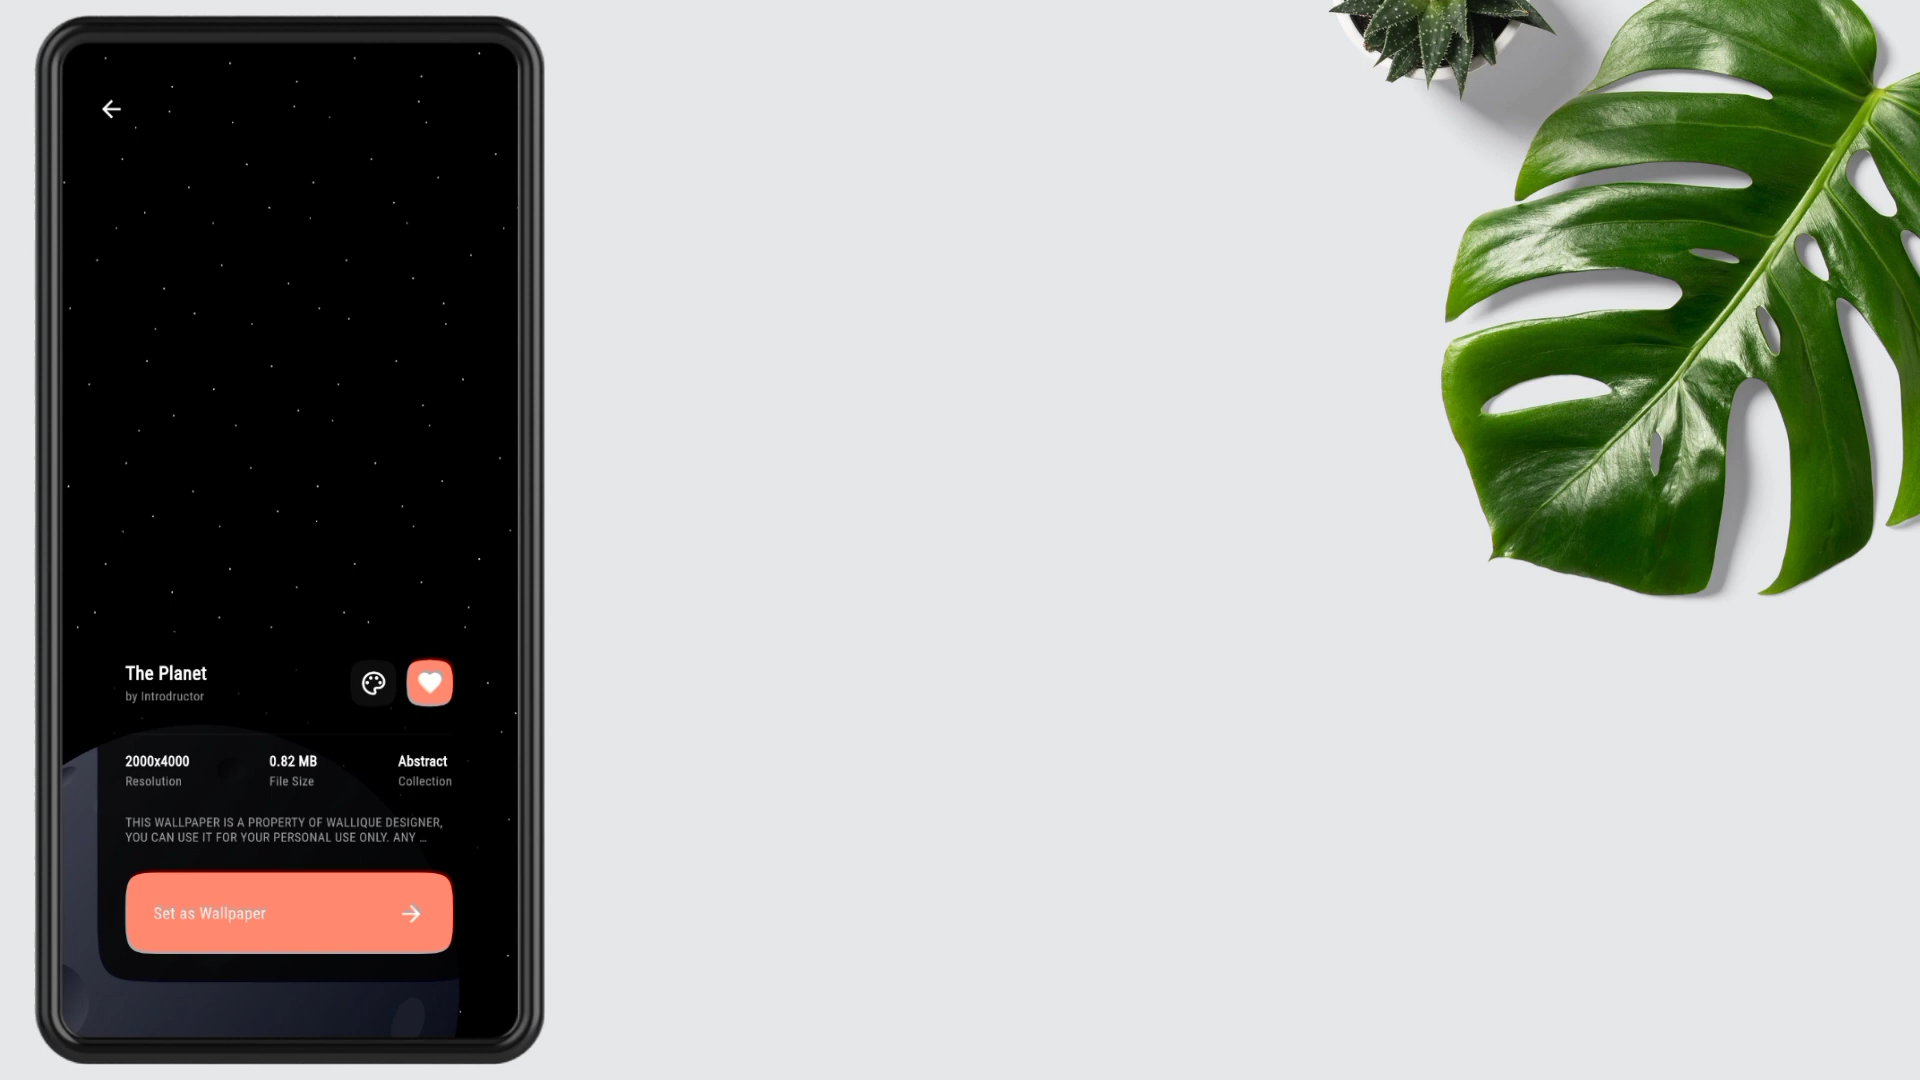 The Planet
by Introdructor
2000x4000
Resolution
0.82 MB
File Size
Abstract
Collection
THIS WALLPAPER IS A PROPERTY OF WALLIQUE DESIGNER,
YOU CAN USE IT FOR YOUR PERSONAL USE ONLY. ANY ...
Set as Wallpaper